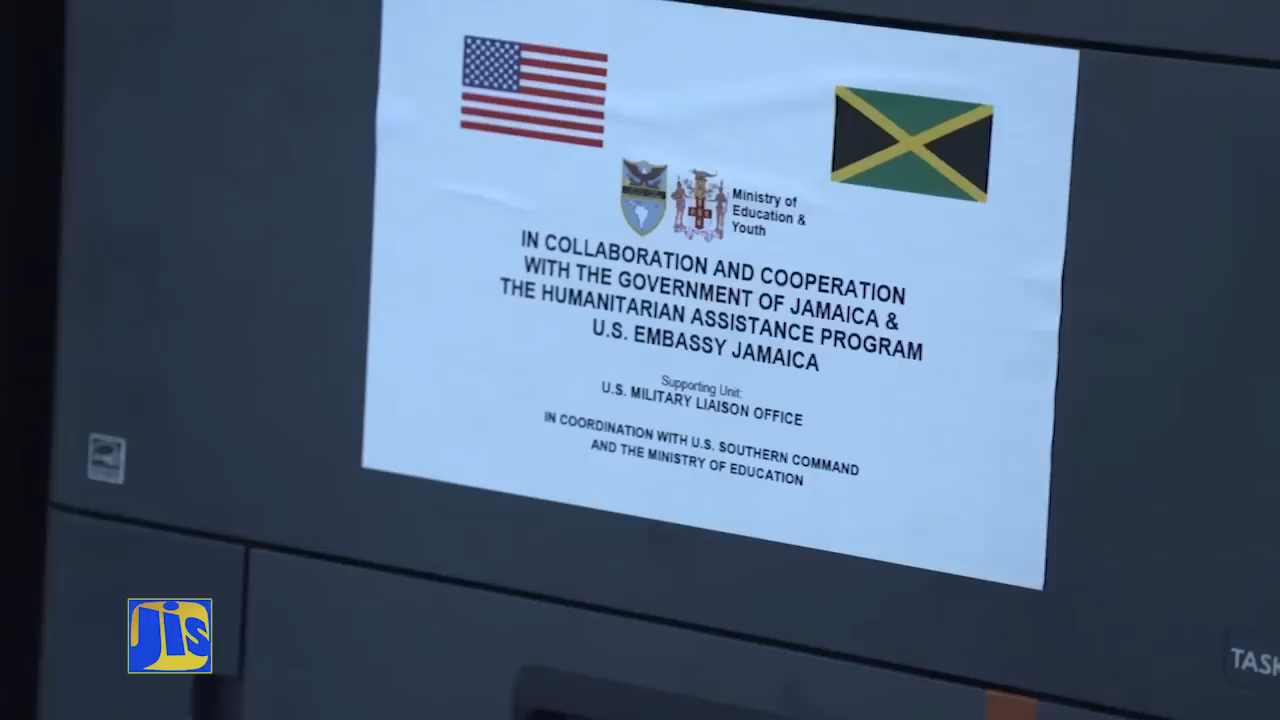 Ministry of
Education &
Youth
IN COLLABORATION AND COOPERATION
WITH THE GOVERNMENT OF JAMAICA &
THE HUMANITARIAN ASSISTANCE PROGRAM
U.S. EMBASSY JAMAICA
Supporting Unit:
U.S. MILITARY LIAISON OFFICE
IN COORDINATION WITH U.S. SOUTHERN COMMAND
AND THE MINISTRY OF EDUCATION
jis